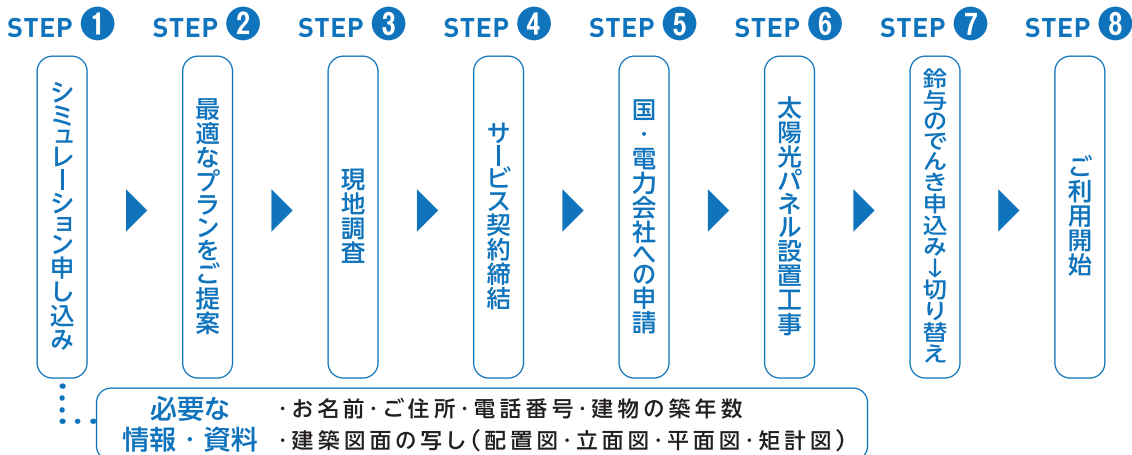 STEP 1
シミュレーション申し込み
STEP 2
最適なプランをご提案
STEP 3
現地調査
STEP 4
サービス契約締結
STEP 5
国・電力会社への申請
STEP 6
太陽光パネル設置工事
STEP 7
鈴与のでんき申込み→切り替え
STEP 8
ご利用開始
必要な
情報・資料
・お名前・ご住所・電話番号・建物の築年数
・建築図面の写し(配置図・立面図・平面図・矩計図)